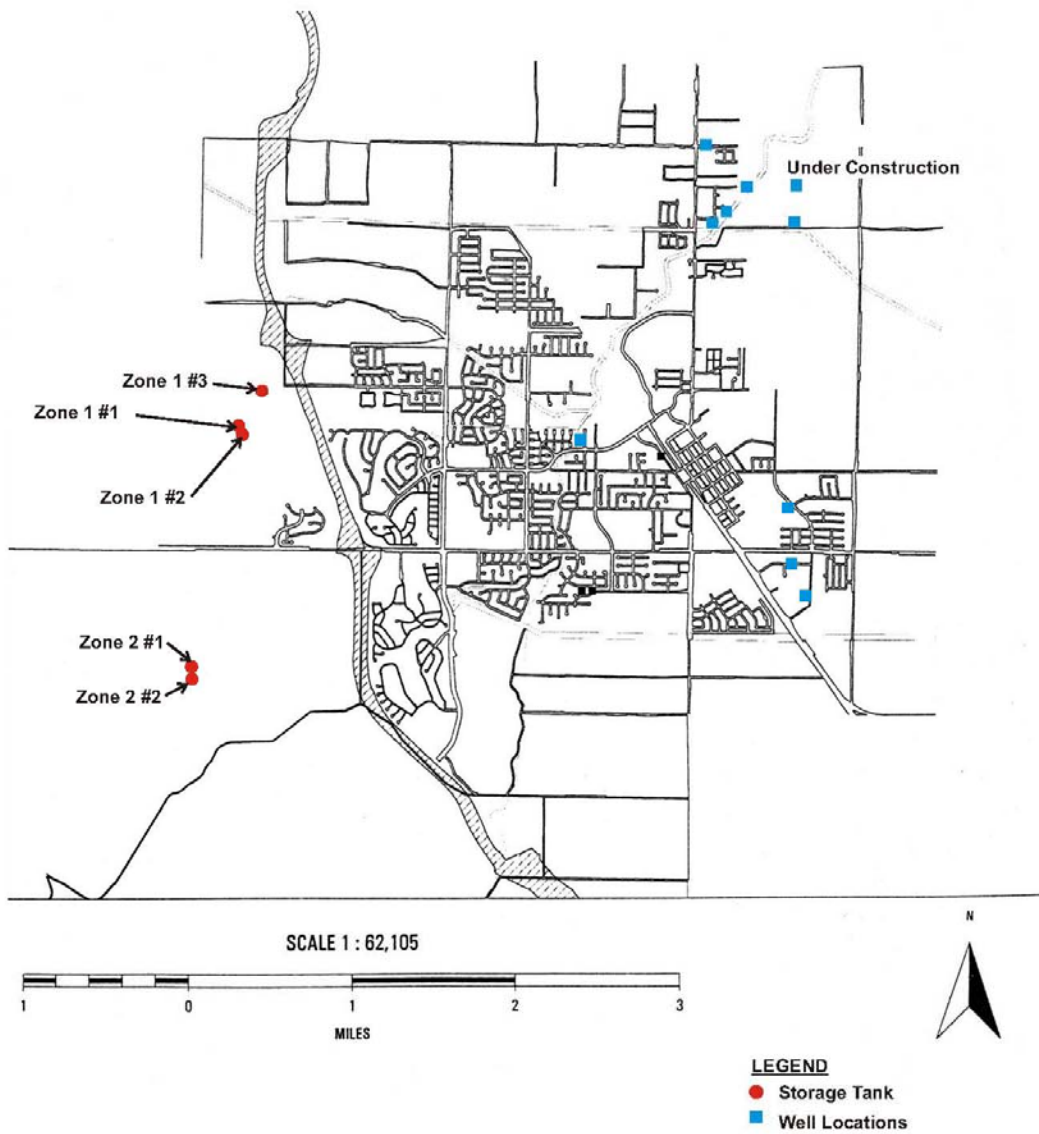 Under Construction
Zone 1 #3
Zone 1 #1
Zone 1 #2
Zone 2 #1
Zone 2 #2
SCALE 1 : 62,105
1 0 1 2 3
MILES
N
LEGEND
Storage Tank
Well Locations